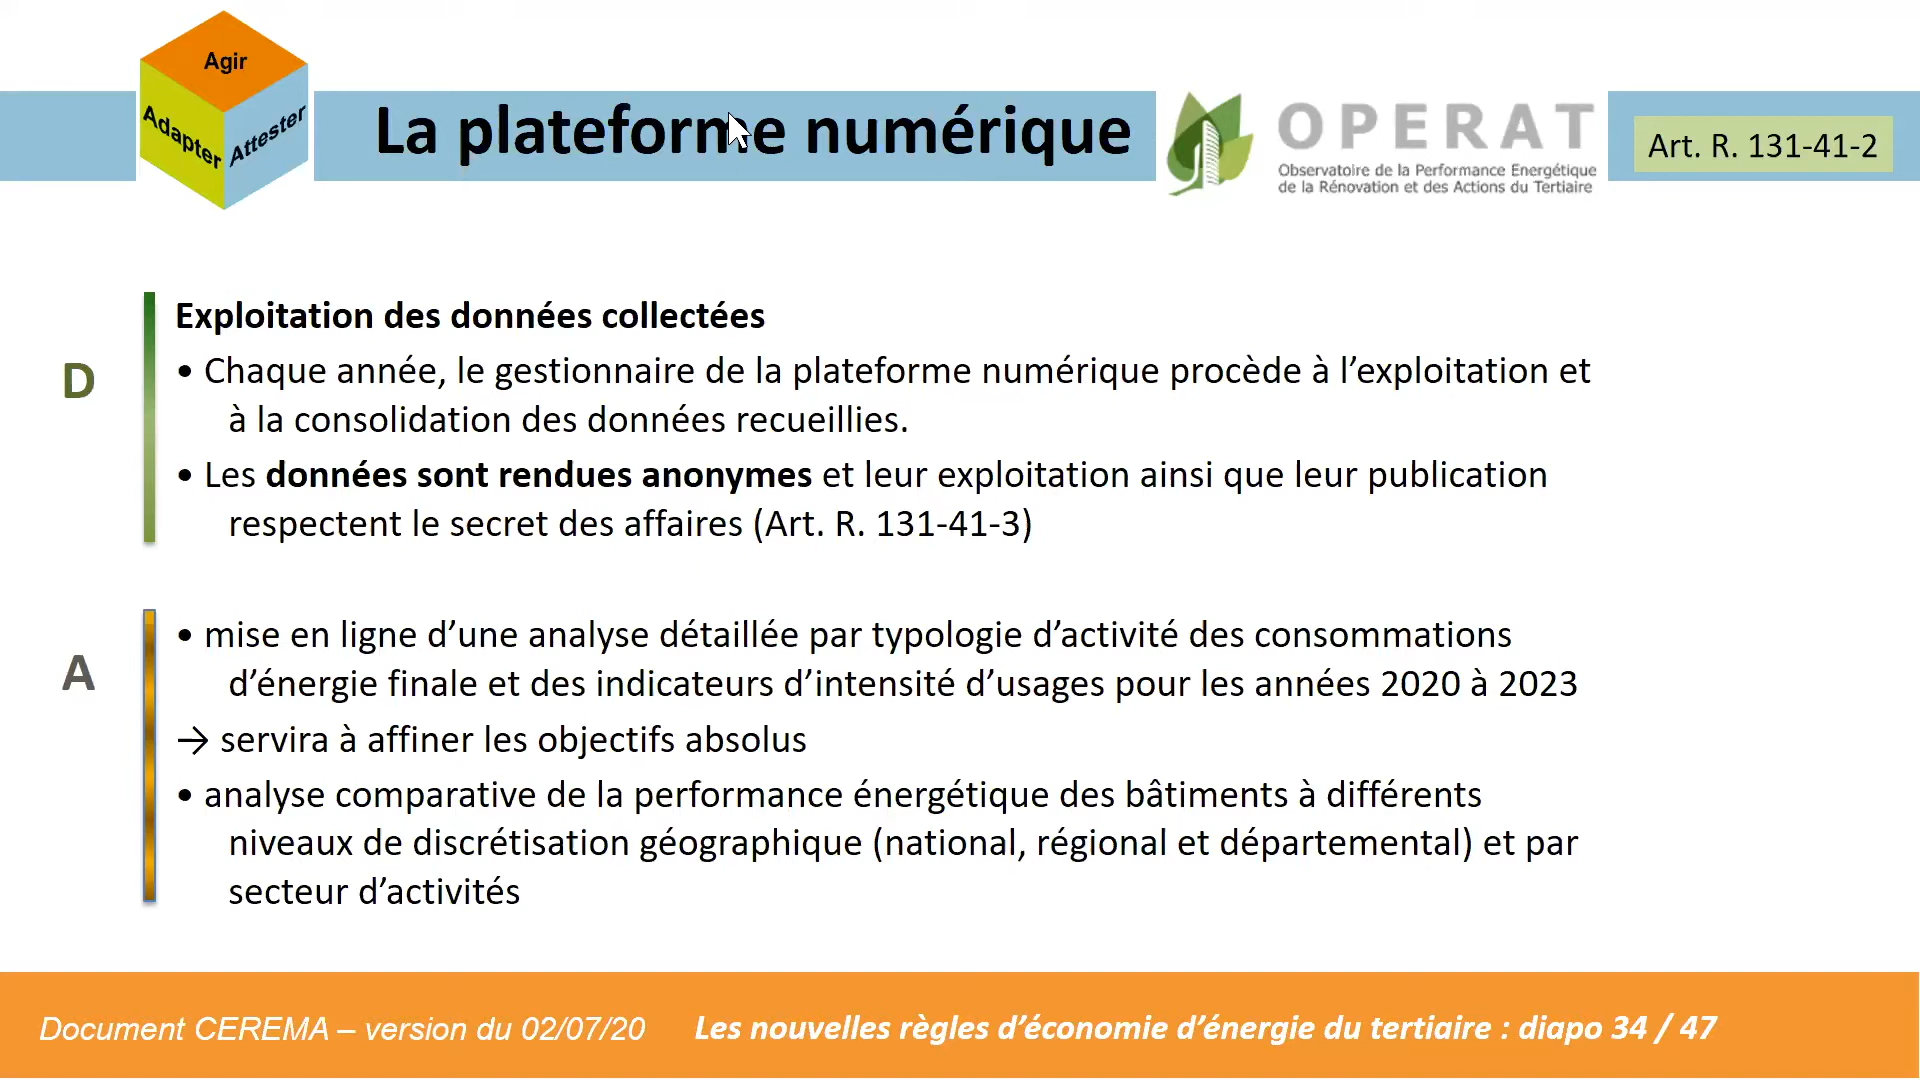 Agir
Adapter
Attester
La plateforme numérique
OPERAT
Observatoire de la Performance Energétique
de la Rénovation et des Actions du Tertiaire
Art. R. 131-41-2
D
Exploitation des données collectées
• Chaque année, le gestionnaire de la plateforme numérique procède à l’exploitation et
à la consolidation des données recueillies.
• Les données sont rendues anonymes et leur exploitation ainsi que leur publication
respectent le secret des affaires (Art. R. 131-41-3)
A
• mise en ligne d’une analyse détaillée par typologie d’activité des consommations
d’énergie finale et des indicateurs d’intensité d’usages pour les années 2020 à 2023
→ servira à affiner les objectifs absolus
• analyse comparative de la performance énergétique des bâtiments à différents
niveaux de discrétisation géographique (national, régional et départemental) et par
secteur d’activités
Document CEREMA – version du 02/07/20
Les nouvelles règles d’économie d’énergie du tertiaire : diapo 34 / 47